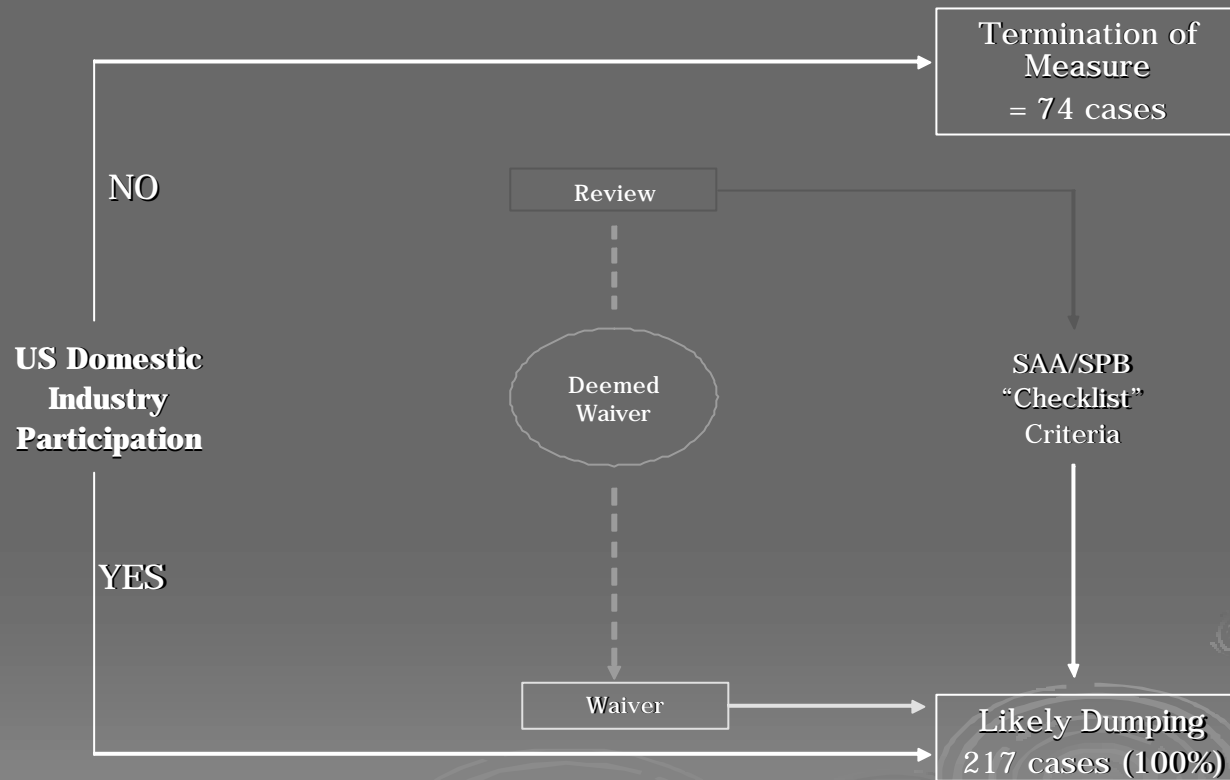 Termination of
Measure
= 74 cases
NO
Review
US Domestic
Industry
Participation
Deemed
Waiver
SAA/SPB
“Checklist”
Criteria
YES
Waiver
Likely Dumping
217 cases (100%)